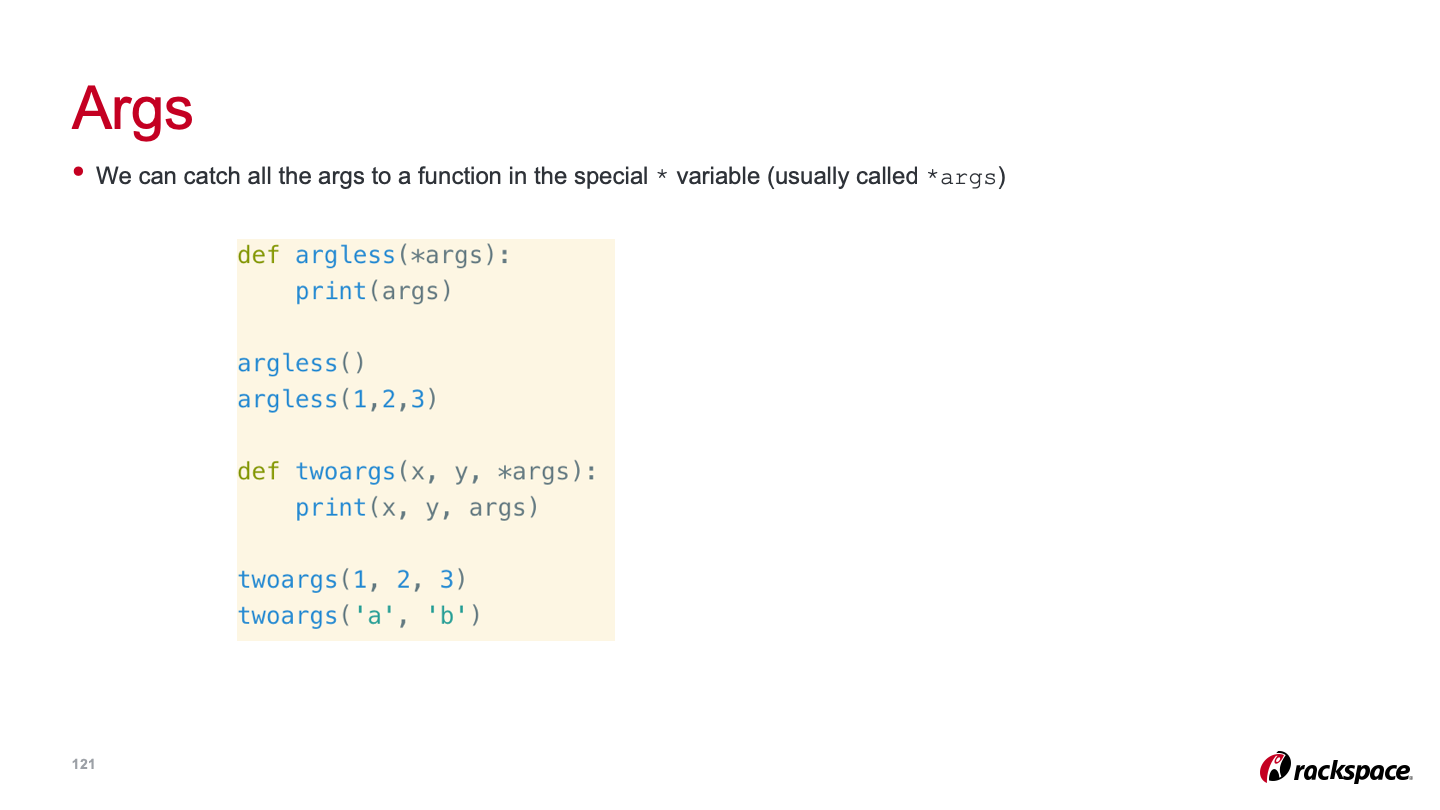 Args
• We can catch all the args to a function in the special * variable (usually called *args)
def argless(*args):
    print(args)
argless()
argless(1,2,3)
def twoargs(x, y, *args):
    print(x, y, args)
twoargs(1, 2, 3)
twoargs('a', 'b')
121
rackspace.